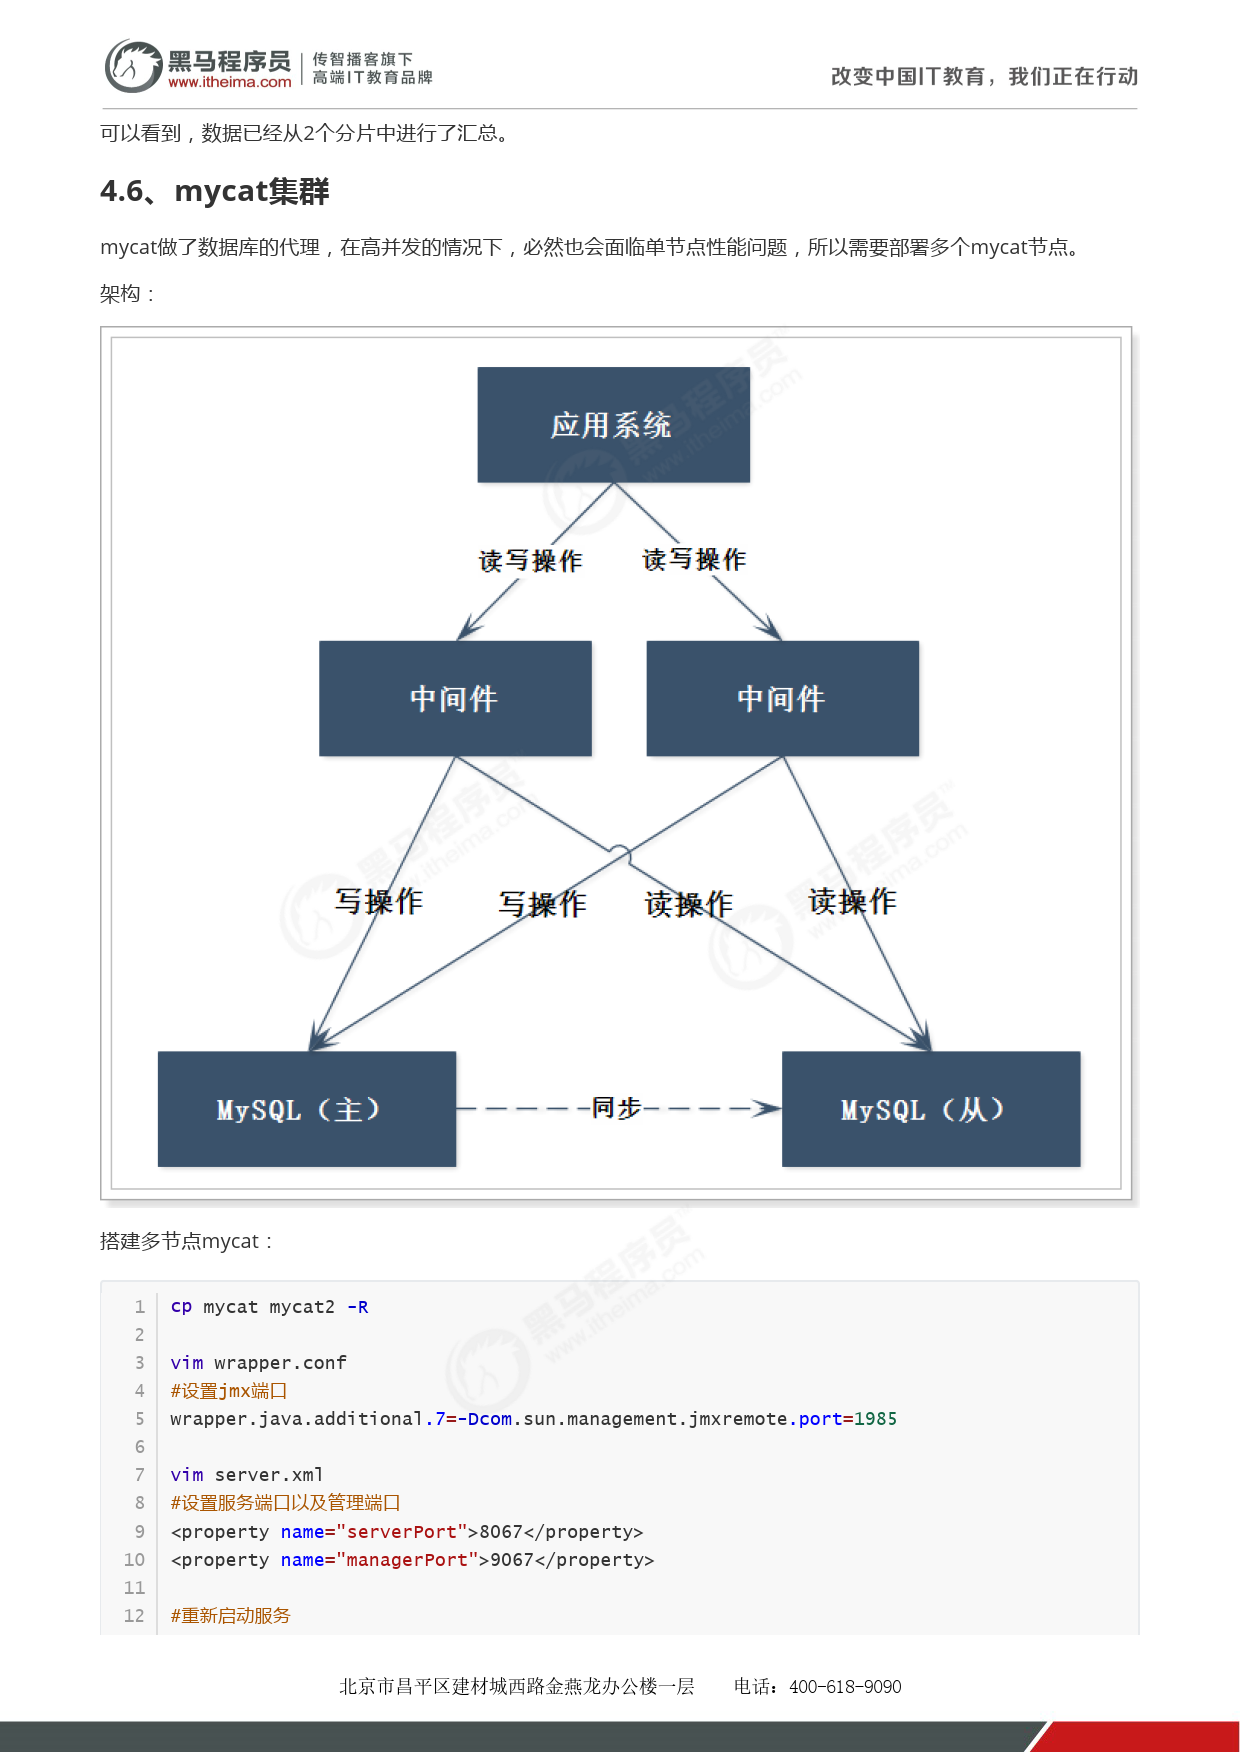 黑马程序员
www.itheima.com
传智播客旗下
高端IT教育品牌
改变中国IT教育，我们正在行动
可以看到，数据已经从2个分片中进行了汇总。
4.6、mycat集群
mycat做了数据库的代理，在高并发的情况下，必然也会面临单节点性能问题，所以需要部署多个mycat节点。
架构：
应用系统
读写操作 读写操作
中间件 中间件
写操作 写操作 读操作 读操作
MySQL（主） 同步 MySQL（从）
搭建多节点mycat：
1 cp mycat mycat2 -R
2
3 vim wrapper.conf
4 #设置jmx端口
5 wrapper.java.additional.7=-Dcom.sun.management.jmxremote.port=1985
6
7 vim server.xml
8 #设置服务端口以及管理端口
9 <property name="serverPort">8067</property>
10 <property name="managerPort">9067</property>
11
12 #重新启动服务
北京市昌平区建材城西路金燕龙办公楼一层 电话：400-618-9090